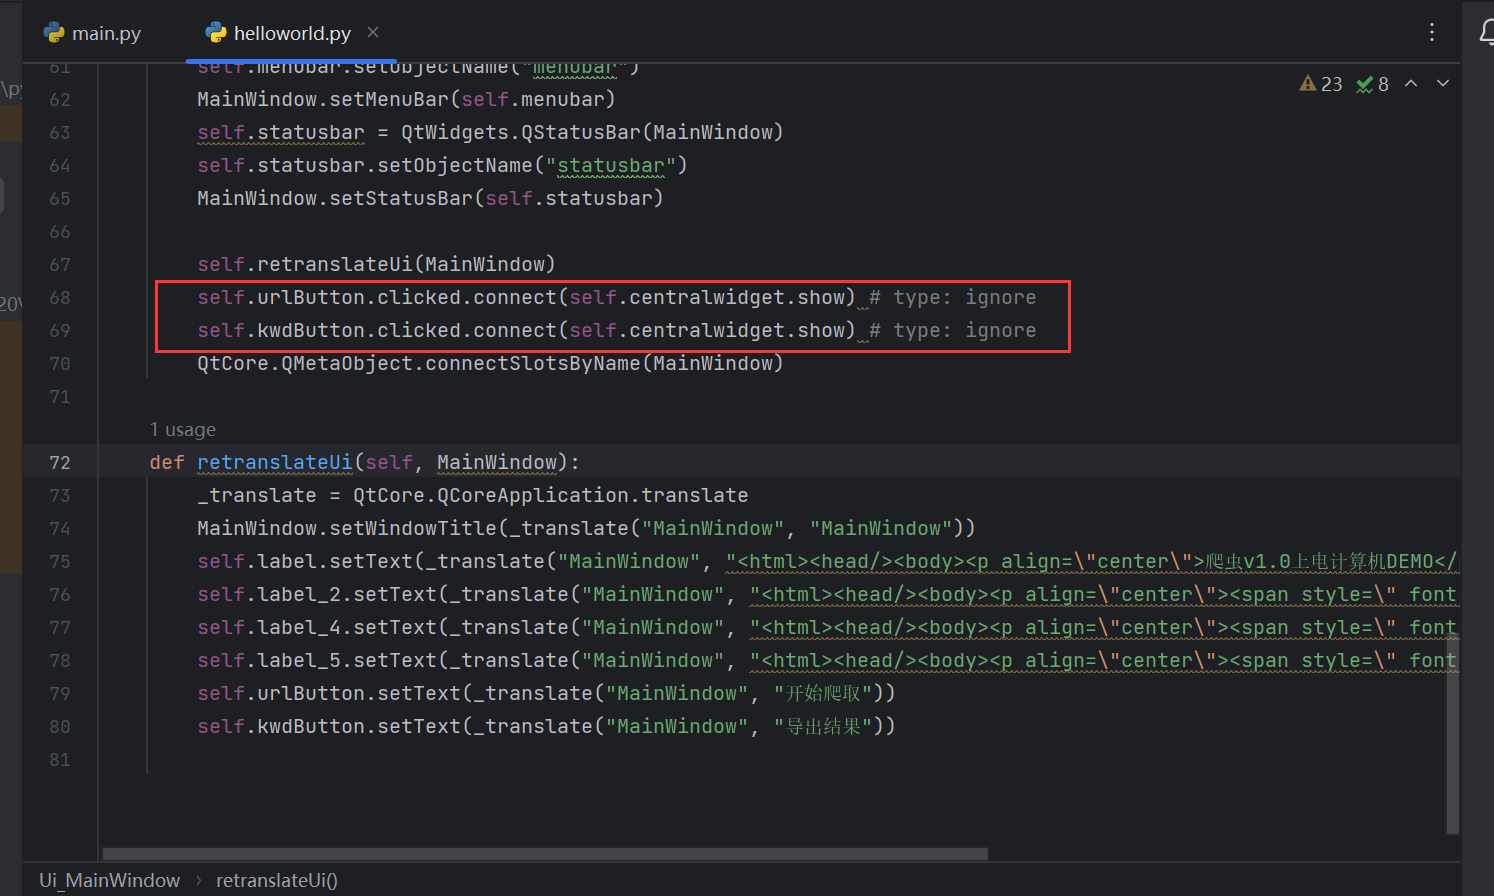 main.py
helloworld.py
23
8
\py
61 self.menubar.setObjectName("menubar")
62 MainWindow.setMenuBar(self.menubar)
63 self.statusbar = QtWidgets.QStatusBar(MainWindow)
64 self.statusbar.setObjectName("statusbar")
65 MainWindow.setStatusBar(self.statusbar)
66
67 self.retranslateUi(MainWindow)
68 self.urlButton.clicked.connect(self.centralwidget.show) # type: ignore
69 self.kwdButton.clicked.connect(self.centralwidget.show) # type: ignore
70 QtCore.QMetaObject.connectSlotsByName(MainWindow)
71
1 usage
72 def retranslateUi(self, MainWindow):
73 _translate = QtCore.QCoreApplication.translate
74 MainWindow.setWindowTitle(_translate("MainWindow", "MainWindow"))
75 self.label.setText(_translate("MainWindow", "<html><head/><body><p align=\"center\">爬虫v1.0上电计算机DEMO</
76 self.label_2.setText(_translate("MainWindow", "<html><head/><body><p align=\"center\"><span style=\" font
77 self.label_4.setText(_translate("MainWindow", "<html><head/><body><p align=\"center\"><span style=\" font
78 self.label_5.setText(_translate("MainWindow", "<html><head/><body><p align=\"center\"><span style=\" font
79 self.urlButton.setText(_translate("MainWindow", "开始爬取"))
80 self.kwdButton.setText(_translate("MainWindow", "导出结果"))
81
Ui_MainWindow › retranslateUi()